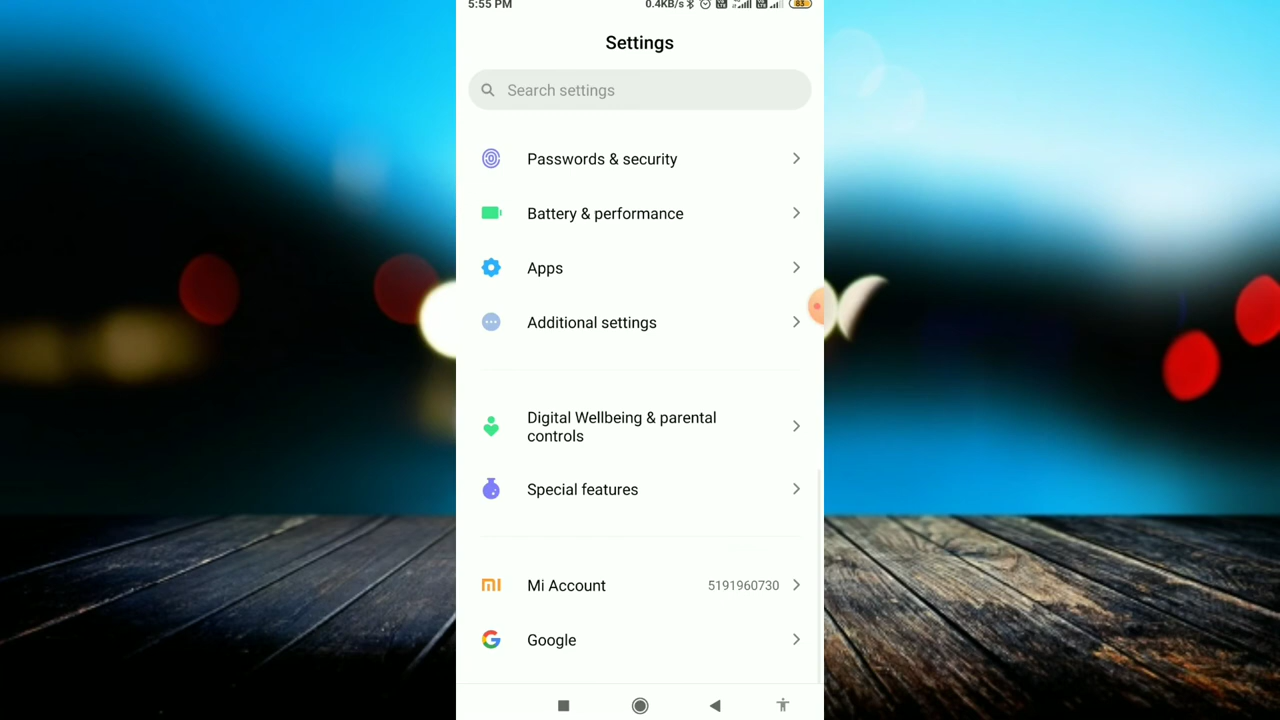 5:55 PM 0.4KB/s 83
Settings
Search settings
Passwords & security
Battery & performance
Apps
Additional settings
Digital Wellbeing & parental
controls
Special features
Mi Account 5191960730
Google